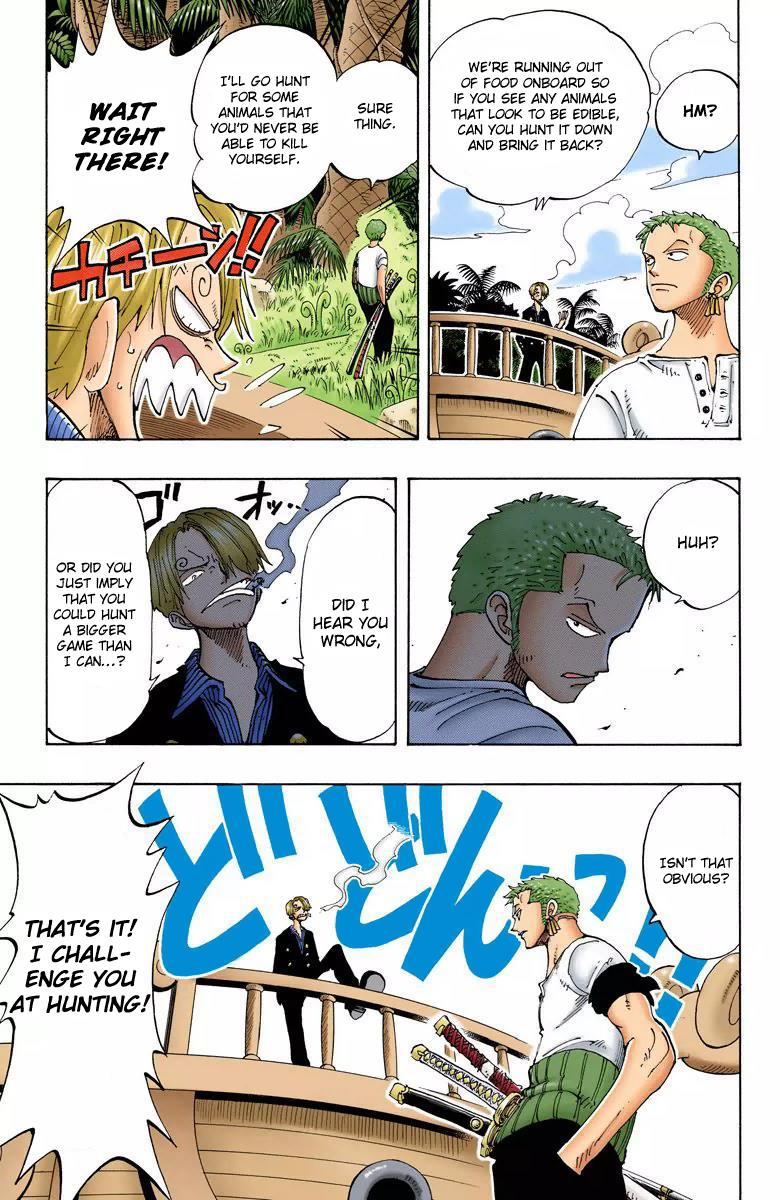 HM?
WE'RE RUNNING OUT
OF FOOD ONBOARD SO
IF YOU SEE ANY ANIMALS
THAT LOOK TO BE EDIBLE,
CAN YOU HUNT IT DOWN
AND BRING IT BACK?
SURE
THING.
I'LL GO HUNT
FOR SOME
ANIMALS THAT
YOU'D NEVER BE
ABLE TO KILL
YOURSELF.
WAIT
RIGHT
THERE!
カチーン!!
HUH?
DID I
HEAR YOU
WRONG,
OR DID YOU
JUST IMPLY
THAT YOU
COULD HUNT
A BIGGER
GAME THAN
I CAN...?
ISN'T THAT
OBVIOUS?
THAT'S IT!
I CHALL-
ENGE YOU
AT HUNTING!